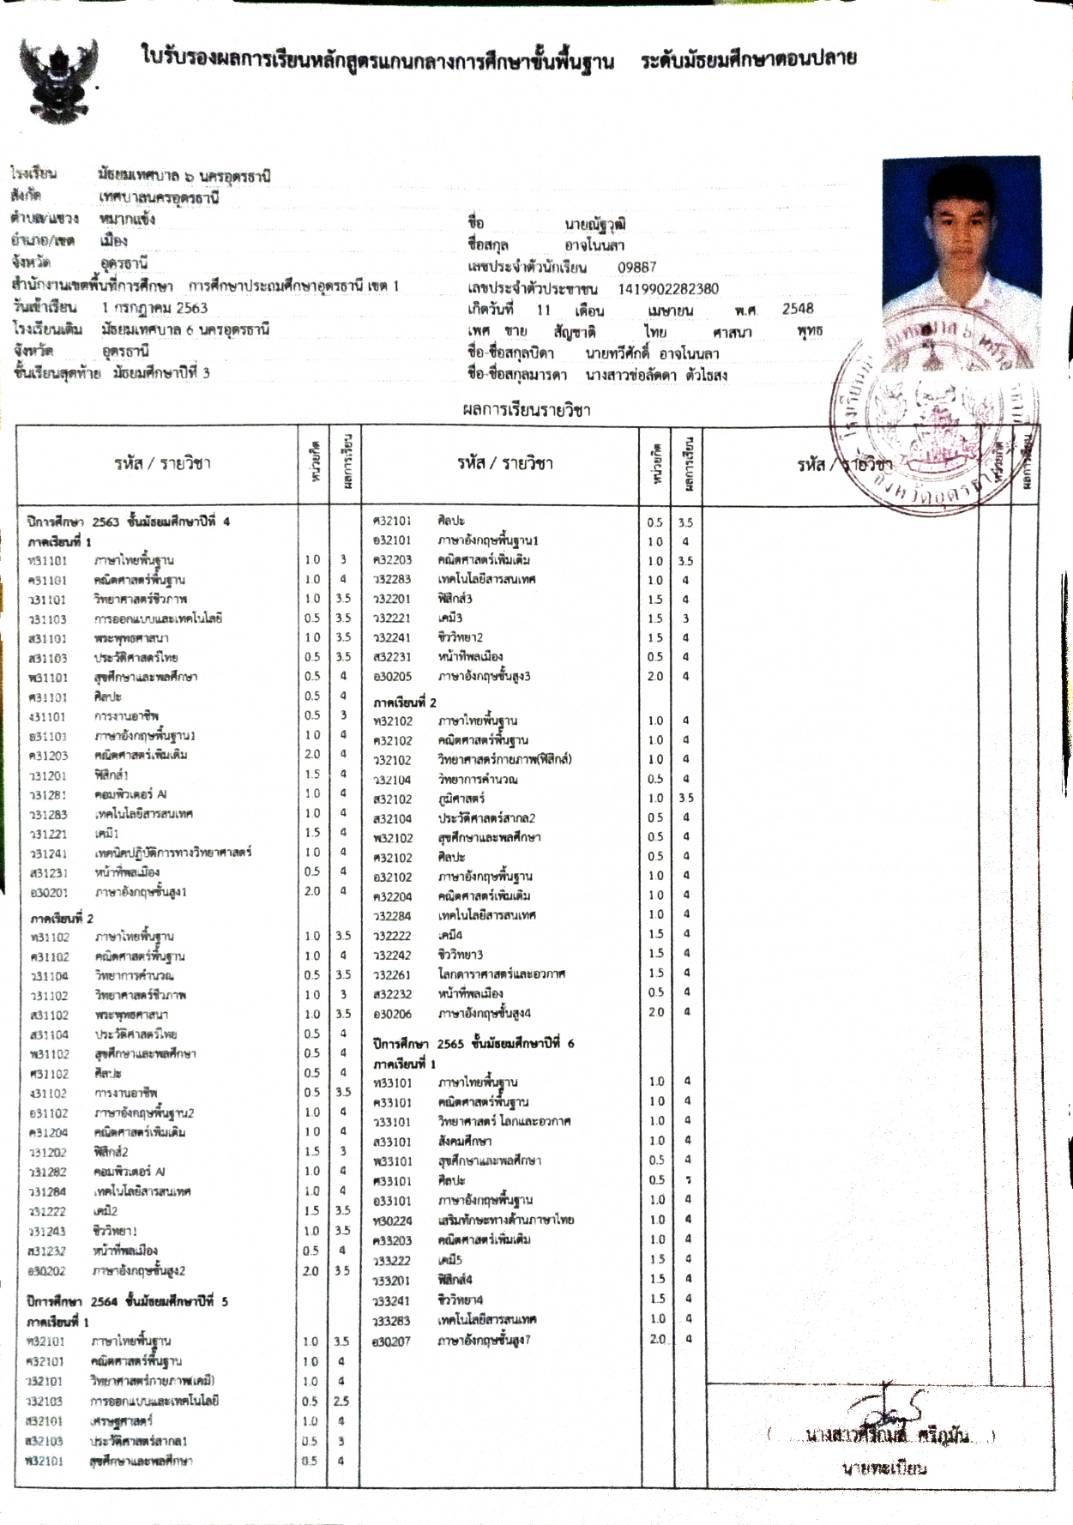 ใบรับรองผลการเรียนหลักสูตรแกนกลางการศึกษาขั้นพื้นฐาน ระดับมัธยมศึกษาตอนปลาย
โรงเรียน มัธยมเทศบาล ๖ นครอุดรธานี
สังกัด เทศบาลนครอุดรธานี
ตำบล/แขวง หมากแข้ง
อำเภอ/เขต เมือง
จังหวัด อุดรธานี
สำนักงานเขตพื้นที่การศึกษา การศึกษาประถมศึกษาอุดรธานี เขต 1
วันเข้าเรียน 1 กรกฎาคม 2563
โรงเรียนเดิม มัธยมเทศบาล 6 นครอุดรธานี
จังหวัด อุดรธานี
ชั้นเรียนสุดท้าย มัธยมศึกษาปีที่ 3
ชื่อ นายณัฐวุฒิ
ชื่อสกุล อาจโนนลา
เลขประจำตัวนักเรียน 09887
เลขประจำตัวประชาชน 1419902282380
เกิดวันที่ 11 เดือน เมษายน พ.ศ. 2548
เพศ ชาย สัญชาติ ไทย ศาสนา พุทธ
ชื่อ-ชื่อสกุลบิดา นายทวีศักดิ์ อาจโนนลา
ชื่อ-ชื่อสกุลมารดา นางสาวช่อลัดดา ตัวไธสง
ผลการเรียนรายวิชา
รหัส / รายวิชา หน่วยกิต ผลการเรียน
ปีการศึกษา 2563 ชั้นมัธยมศึกษาปีที่ 4
ภาคเรียนที่ 1
ท31101 ภาษาไทยพื้นฐาน 1.0 3
ค31101 คณิตศาสตร์พื้นฐาน 1.0 4
ว31101 วิทยาศาสตร์ชีวภาพ 1.0 3.5
ว31103 การออกแบบและเทคโนโลยี 0.5 3.5
ส31101 พระพุทธศาสนา 1.0 3.5
ส31103 ประวัติศาสตร์ไทย 0.5 3.5
พ31101 สุขศึกษาและพลศึกษา 0.5 4
ศ31101 ศิลปะ 0.5 4
ง31101 การงานอาชีพ 0.5 3
อ31101 ภาษาอังกฤษพื้นฐาน1 1.0 4
ค31203 คณิตศาสตร์เพิ่มเติม 2.0 4
ว31201 ฟิสิกส์1 1.5 4
ว31281 คอมพิวเตอร์ AI 1.0 4
ว31283 เทคโนโลยีสารสนเทศ 1.0 4
ว31221 เคมี1 1.5 4
ว31241 เทคนิคปฏิบัติการทางวิทยาศาสตร์ 1.0 4
ส31231 หน้าที่พลเมือง 0.5 4
อ30201 ภาษาอังกฤษขั้นสูง1 2.0 4
ภาคเรียนที่ 2
ท31102 ภาษาไทยพื้นฐาน 1.0 3.5
ค31102 คณิตศาสตร์พื้นฐาน 1.0 4
ว31104 วิทยาการคำนวณ 0.5 3.5
ว31102 วิทยาศาสตร์ชีวภาพ 1.0 3
ส31102 พระพุทธศาสนา 1.0 3.5
ส31104 ประวัติศาสตร์ไทย 0.5 4
พ31102 สุขศึกษาและพลศึกษา 0.5 4
ศ31102 ศิลปะ 0.5 4
ง31102 การงานอาชีพ 0.5 3.5
อ31102 ภาษาอังกฤษพื้นฐาน2 1.0 4
ค31204 คณิตศาสตร์เพิ่มเติม 1.0 4
ว31202 ฟิสิกส์2 1.5 3
ว31282 คอมพิวเตอร์ AI 1.0 4
ว31284 เทคโนโลยีสารสนเทศ 1.0 4
ว31222 เคมี2 1.5 3.5
ว31243 ชีววิทยา1 1.0 3.5
ส31232 หน้าที่พลเมือง 0.5 4
อ30202 ภาษาอังกฤษขั้นสูง2 2.0 3.5
ปีการศึกษา 2564 ชั้นมัธยมศึกษาปีที่ 5
ภาคเรียนที่ 1
ท32101 ภาษาไทยพื้นฐาน 1.0 3.5
ค32101 คณิตศาสตร์พื้นฐาน 1.0 4
ว32101 วิทยาศาสตร์กายภาพ(เคมี) 1.0 4
ว32103 การออกแบบและเทคโนโลยี 0.5 2.5
ส32101 เศรษฐศาสตร์ 1.0 4
ส32103 ประวัติศาสตร์สากล1 0.5 3
พ32101 สุขศึกษาและพลศึกษา 0.5 4
รหัส / รายวิชา หน่วยกิต ผลการเรียน
ศ32101 ศิลปะ 0.5 3.5
อ32101 ภาษาอังกฤษพื้นฐาน1 1.0 4
ค32203 คณิตศาสตร์เพิ่มเติม 1.0 3.5
ว32283 เทคโนโลยีสารสนเทศ 1.0 4
ว32201 ฟิสิกส์3 1.5 4
ว32221 เคมี3 1.5 3
ว32241 ชีววิทยา2 1.5 4
ส32231 หน้าที่พลเมือง 0.5 4
อ30205 ภาษาอังกฤษขั้นสูง3 2.0 4
ภาคเรียนที่ 2
ท32102 ภาษาไทยพื้นฐาน 1.0 4
ค32102 คณิตศาสตร์พื้นฐาน 1.0 4
ว32102 วิทยาศาสตร์กายภาพ(ฟิสิกส์) 1.0 4
ว32104 วิทยาการคำนวณ 0.5 4
ส32102 ภูมิศาสตร์ 1.0 3.5
ส32104 ประวัติศาสตร์สากล2 0.5 4
พ32102 สุขศึกษาและพลศึกษา 0.5 4
ศ32102 ศิลปะ 0.5 4
อ32102 ภาษาอังกฤษพื้นฐาน 1.0 4
ค32204 คณิตศาสตร์เพิ่มเติม 1.0 4
ว32284 เทคโนโลยีสารสนเทศ 1.0 4
ว32222 เคมี4 1.5 4
ว32242 ชีววิทยา3 1.5 4
ว32261 โลกดาราศาสตร์และอวกาศ 1.5 4
ส32232 หน้าที่พลเมือง 0.5 4
อ30206 ภาษาอังกฤษขั้นสูง4 2.0 4
ปีการศึกษา 2565 ชั้นมัธยมศึกษาปีที่ 6
ภาคเรียนที่ 1
ท33101 ภาษาไทยพื้นฐาน 1.0 4
ค33101 คณิตศาสตร์พื้นฐาน 1.0 4
ว33101 วิทยาศาสตร์ โลกและอวกาศ 1.0 4
ส33101 สังคมศึกษา 1.0 4
พ33101 สุขศึกษาและพลศึกษา 0.5 4
ศ33101 ศิลปะ 0.5 ร
อ33101 ภาษาอังกฤษพื้นฐาน 1.0 4
ท30224 เสริมทักษะทางด้านภาษาไทย 1.0 4
ค33203 คณิตศาสตร์เพิ่มเติม 1.0 4
ว33222 เคมี5 1.5 4
ว33201 ฟิสิกส์4 1.5 4
ว33241 ชีววิทยา4 1.5 4
ว33283 เทคโนโลยีสารสนเทศ 1.0 4
อ30207 ภาษาอังกฤษขั้นสูง7 2.0 4
รหัส / รายวิชา หน่วยกิต ผลการเรียน
จังหวัดอุดรธานี
( นางสาวศิริกมล ศรีภูมั่น )
นายทะเบียน